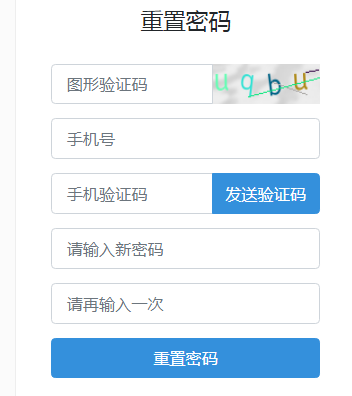 重置密码
图形验证码 uqbu
手机号
手机验证码 发送验证码
请输入新密码
请再输入一次
重置密码